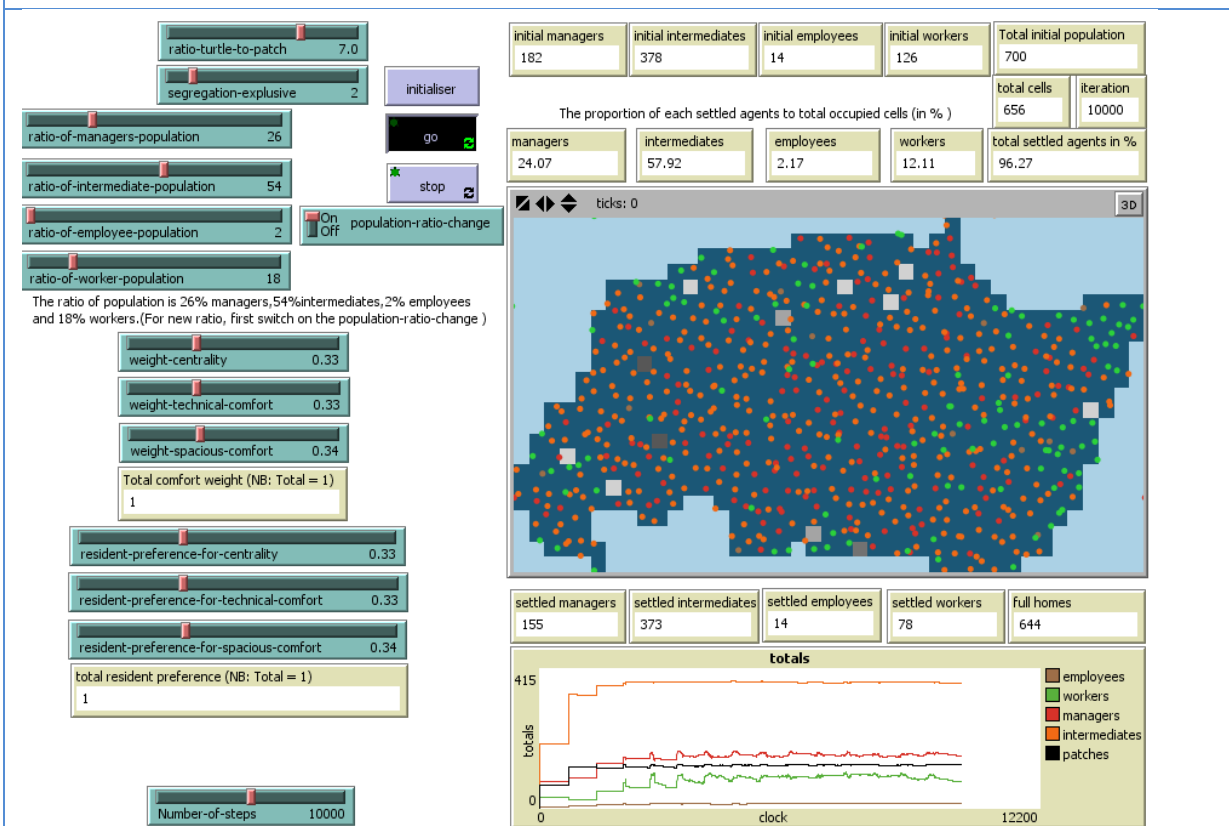 ratio-turtle-to-patch 7.0
segregation-explusive 2
initialiser
ratio-of-managers-population 26
go
ratio-of-intermediate-population 54
stop
ratio-of-employee-population 2
On
Off
population-ratio-change
ratio-of-worker-population 18
The ratio of population is 26% managers,54%intermediates,2% employees
and 18% workers.(For new ratio, first switch on the population-ratio-change )
weight-centrality 0.33
weight-technical-comfort 0.33
weight-spacious-comfort 0.34
Total comfort weight (NB: Total = 1)
1
resident-preference-for-centrality 0.33
resident-preference-for-technical-comfort 0.33
resident-preference-for-spacious-comfort 0.34
total resident preference (NB: Total = 1)
1
Number-of-steps 10000
initial managers
182
initial intermediates
378
initial employees
14
initial workers
126
Total initial population
700
total cells
656
iteration
10000
The proportion of each settled agents to total occupied cells (in % )
managers
24.07
intermediates
57.92
employees
2.17
workers
12.11
total settled agents in %
96.27
ticks: 0
3D
settled managers
155
settled intermediates
373
settled employees
14
settled workers
78
full homes
644
totals
415
totals
0
0
clock
12200
employees
workers
managers
intermediates
patches